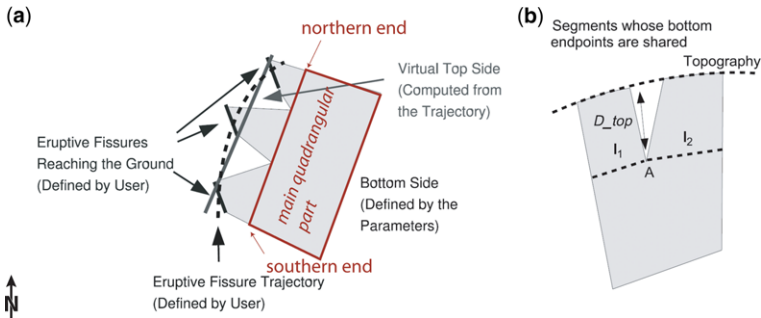 (a)
northern end
Virtual Top Side
(Computed from
the Trajectory)
Eruptive Fissures
Reaching the Ground
(Defined by User)
main quadrangular
part
Bottom Side
(Defined by the
Parameters)
southern end
Eruptive Fissure Trajectory
(Defined by User)
N
(b)
Segments whose bottom
endpoints are shared
Topography
D_top
I1
I2
A